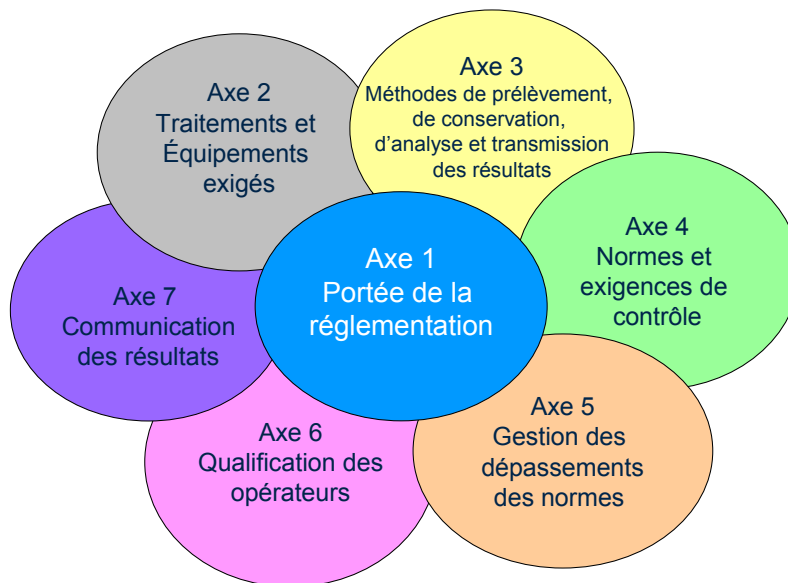 Axe 1
Portée de la
réglementation
Axe 2
Traitements et
Équipements
exigés
Axe 3
Méthodes de prélèvement,
de conservation,
d'analyse et transmission
des résultats
Axe 4
Normes et
exigences de
contrôle
Axe 5
Gestion des
dépassements
des normes
Axe 6
Qualification des
opérateurs
Axe 7
Communication
des résultats